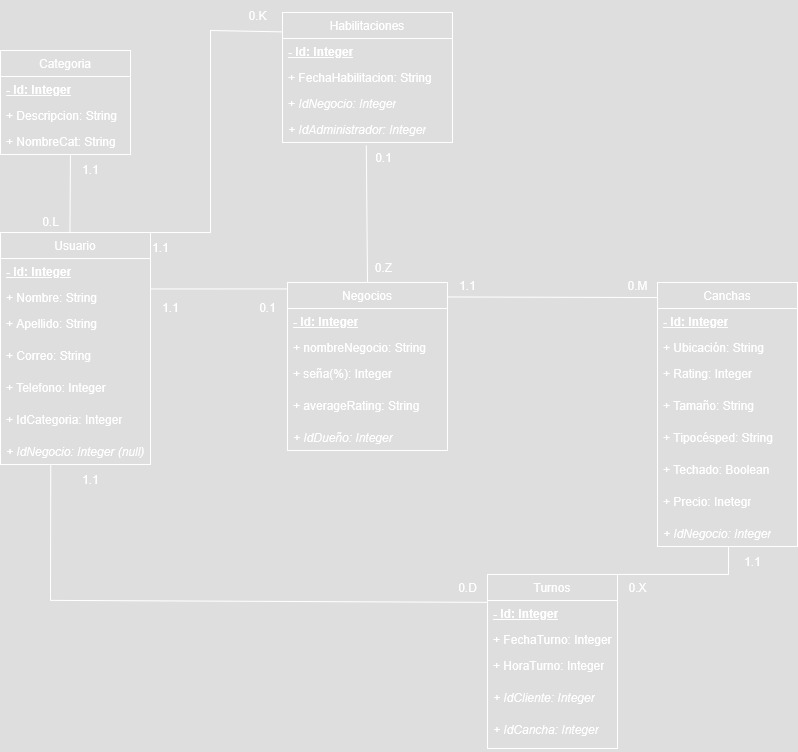 0.K
Habilitaciones
- Id: Integer
+ FechaHabilitacion: String
+ IdNegocio: Integer
+ IdAdministrador: Integer
0.1
Categoria
- Id: Integer
+ Descripcion: String
+ NombreCat: String
1.1
0.L
Usuario
- Id: Integer
+ Nombre: String
+ Apellido: String
+ Correo: String
+ Telefono: Integer
+ IdCategoria: Integer
+ IdNegocio: Integer (null)
1.1
1.1
0.1
1.1
0.Z
Negocios
- Id: Integer
+ nombreNegocio: String
+ seña(%): Integer
+ averageRating: String
+ IdDueño: Integer
1.1
0.M
Canchas
- Id: Integer
+ Ubicación: String
+ Rating: Integer
+ Tamaño: String
+ Tipocésped: String
+ Techado: Boolean
+ Precio: Inetegr
+ IdNegocio: Integer
1.1
0.D
0.X
Turnos
- Id: Integer
+ FechaTurno: Integer
+ HoraTurno: Integer
+ IdCliente: Integer
+ IdCancha: Integer